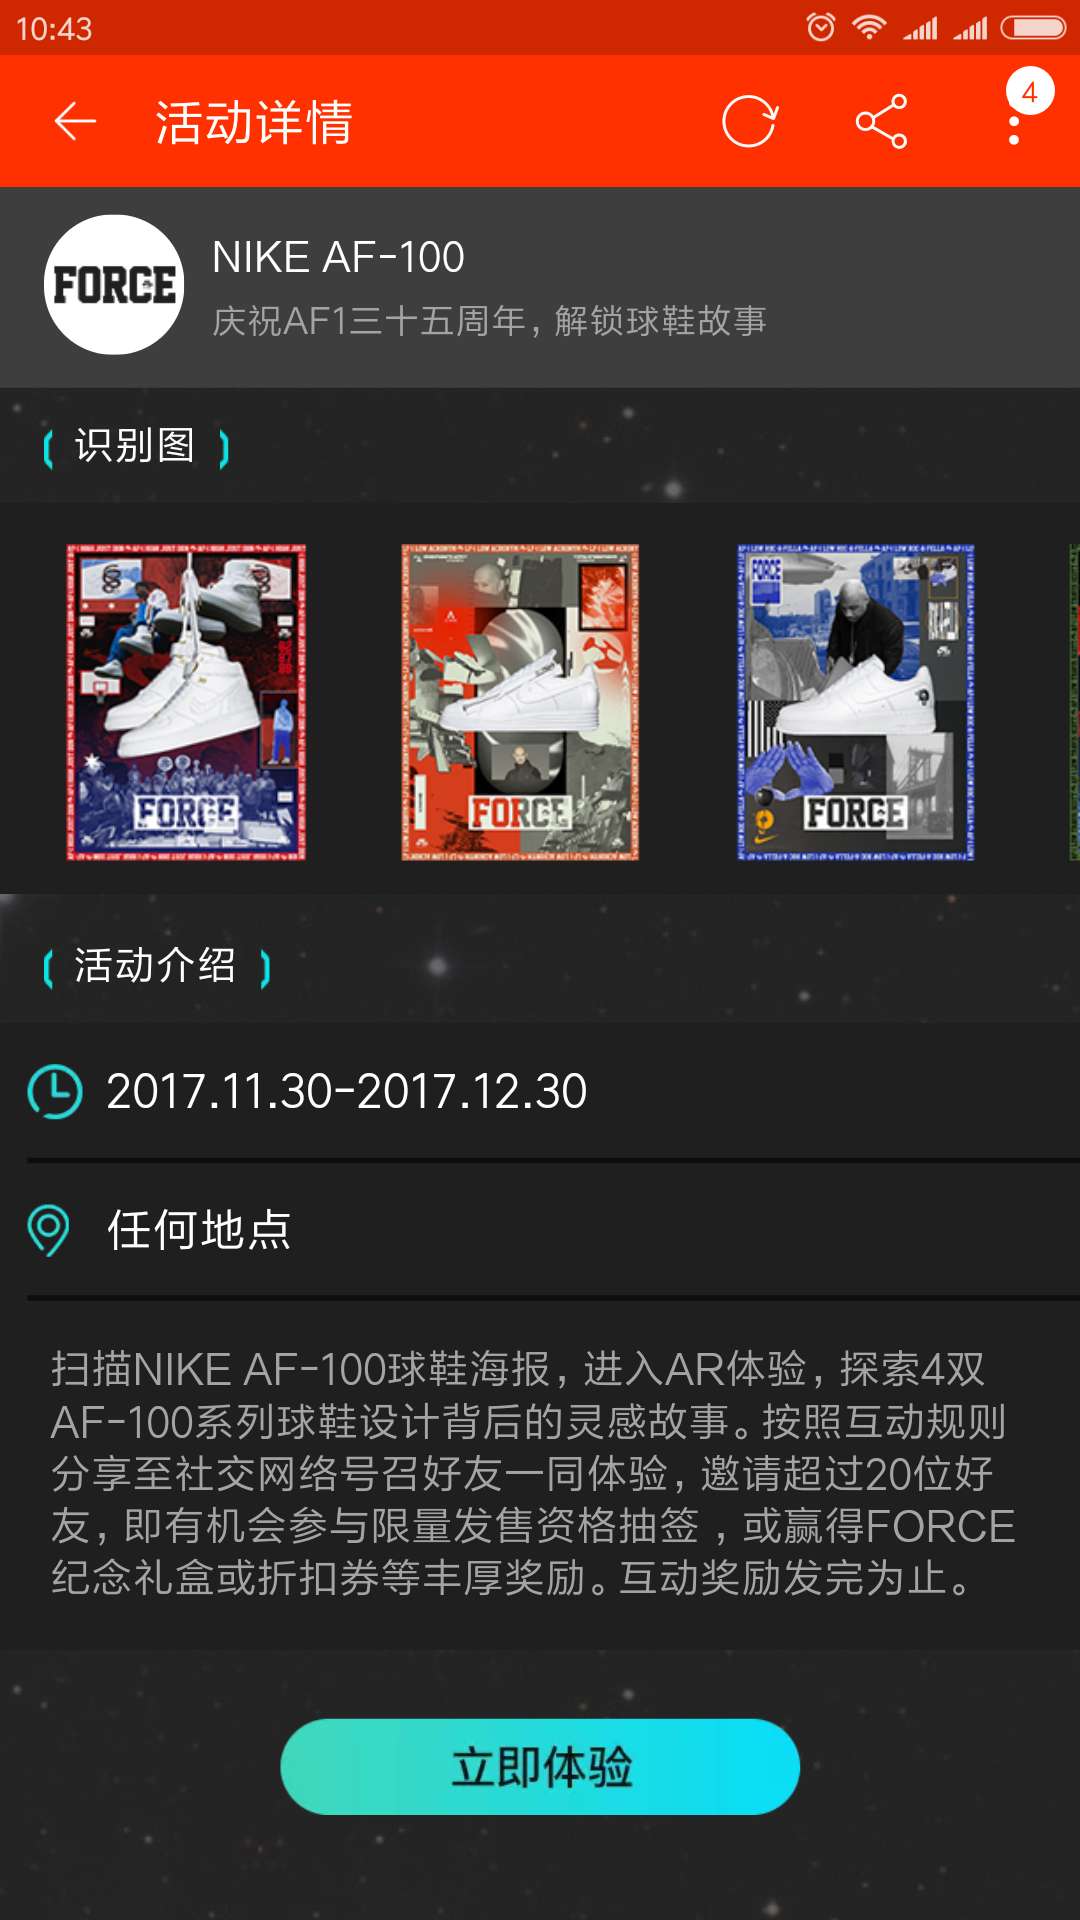 10:43
活动详情
4
FORCE
NIKE AF-100
庆祝AF1三十五周年，解锁球鞋故事
识别图
FORCE
FORCE
FORCE
FORCE
活动介绍
2017.11.30-2017.12.30
任何地点
扫描NIKE AF-100球鞋海报，进入AR体验，探索4双
AF-100系列球鞋设计背后的灵感故事。按照互动规则
分享至社交网络号召好友一同体验，邀请超过20位好
友，即有机会参与限量发售资格抽签，或赢得FORCE
纪念礼盒或折扣券等丰厚奖励。互动奖励发完为止。
立即体验